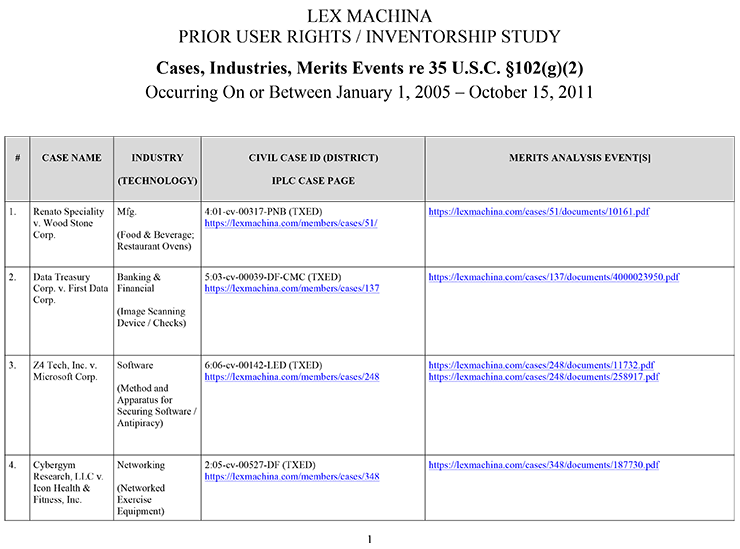 LEX MACHINA
PRIOR USER RIGHTS / INVENTORSHIP STUDY
Cases, Industries, Merits Events re 35 U.S.C. §102(g)(2)
Occurring On or Between January 1, 2005 – October 15, 2011
# CASE NAME INDUSTRY (TECHNOLOGY) CIVIL CASE ID (DISTRICT) IPLC CASE PAGE MERITS ANALYSIS EVENT[S]
1. Renato Speciality Mfg. 4:01-cv-00317-PNB (TXED) https://lexmachina.com/cases/51/documents/10161.pdf
v. Wood Stone https://lexmachina.com/members/cases/51/
Corp. (Food & Beverage;
Restaurant Ovens)
2. Data Treasury Banking & 5:03-cv-00039-DF-CMC (TXED) https://lexmachina.com/cases/137/documents/4000023950.pdf
Corp. v. First Data Financial https://lexmachina.com/members/cases/137
Corp.
(Image Scanning
Device / Checks)
3. Z4 Tech, Inc. v. Software 6:06-cv-00142-LED (TXED) https://lexmachina.com/cases/248/documents/11732.pdf
Microsoft Corp. https://lexmachina.com/members/cases/248 https://lexmachina.com/cases/248/documents/258917.pdf
(Method and
Apparatus for
Securing Software /
Antipiracy)
4. Cybergym Networking 2:05-cv-00527-DF (TXED) https://lexmachina.com/cases/348/documents/187730.pdf
Research, LLC v. https://lexmachina.com/members/cases/348
Icon Health & (Networked
Fitness, Inc. Exercise
Equipment)
1